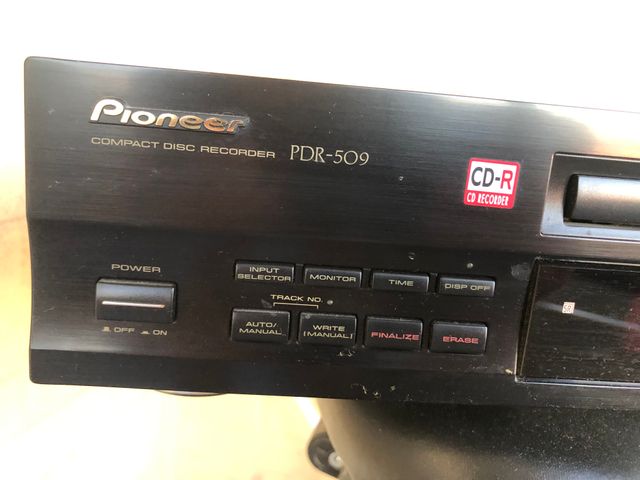 Pioneer
COMPACT DISC RECORDER PDR-509
CD-R
CD RECORDER
POWER
OFF ON
INPUT SELECTOR
MONITOR
TIME
DISP OFF
TRACK NO.
AUTO/
MANUAL
WRITE
(MANUAL)
FINALIZE
ERASE